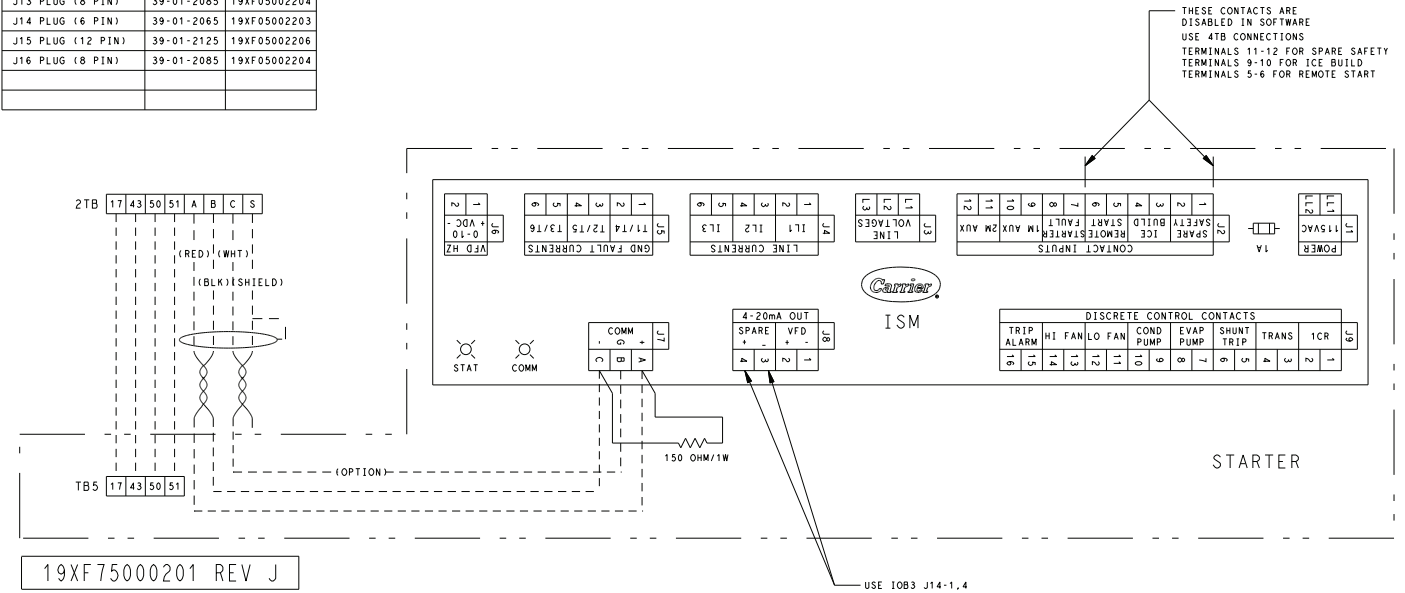 J13 PLUG (8 PIN) 39-01-2085 19XF05002204
J14 PLUG (6 PIN) 39-01-2065 19XF05002203
J15 PLUG (12 PIN) 39-01-2125 19XF05002206
J16 PLUG (8 PIN) 39-01-2085 19XF05002204
THESE CONTACTS ARE
DISABLED IN SOFTWARE
USE 4TB CONNECTIONS
TERMINALS 11-12 FOR SPARE SAFETY
TERMINALS 9-10 FOR ICE BUILD
TERMINALS 5-6 FOR REMOTE START
2TB 17 43 50 51 A B C S
(RED) (WHT)
(BLK) (SHIELD)
2 1
J6
0-10
+ VDC -
VFD HZ
6 5 4 3 2 1
J5
T3/T6 T2/T5 T1/T4
GND FAULT CURRENTS
6 5 4 3 2 1
J4
IL3 IL2 IL1
LINE CURRENTS
L3 L2 L1
J3
LINE
VOLTAGES
12 11 10 9 8 7 6 5 4 3 2 1
J2
2M AUX
1M AUX
STARTER
FAULT
REMOTE
START
ICE
BUILD
SPARE
SAFETY
CONTACT INPUTS
1A
LL2 LL1
J1
115VAC
POWER
Carrier
ISM
STAT
COMM
COMM
- G +
J7
C B A
4-20mA OUT
SPARE VFD
+ - + -
J8
4 3 2 1
DISCRETE CONTROL CONTACTS
TRIP ALARM
HI FAN
LO FAN
COND PUMP
EVAP PUMP
SHUNT TRIP
TRANS
1CR
J9
16 15 14 13 12 11 10 9 8 7 6 5 4 3 2 1
150 OHM/1W
(OPTION)
TB5 17 43 50 51
STARTER
USE IOB3 J14-1,4
19XF75000201 REV J